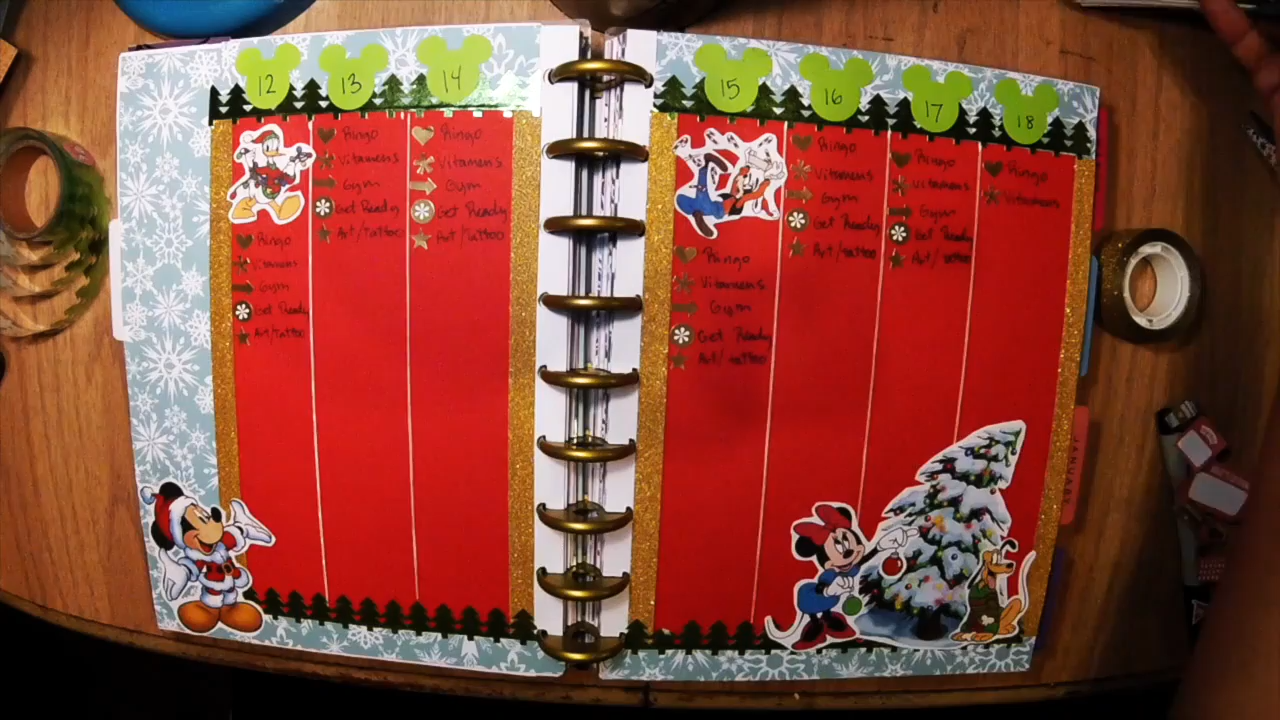 12
13
14
15
16
17
18
Ringo
Vitamens
Gym
Get Ready
Art/tattoo
Ringo
Vitamens
Gym
Get Ready
Art/tattoo
Ringo
Vitamens
Gym
Get Ready
Art/Tattoo
Ringo
Vitamens
Gym
Get Ready
Art/tattoo
Ringo
Vitamens
Gym
Get Ready
Art/tattoo
Ringo
Vitamens
Gym
Get Ready
Art/tattoo
Ringo
Vitamens
JANUARY